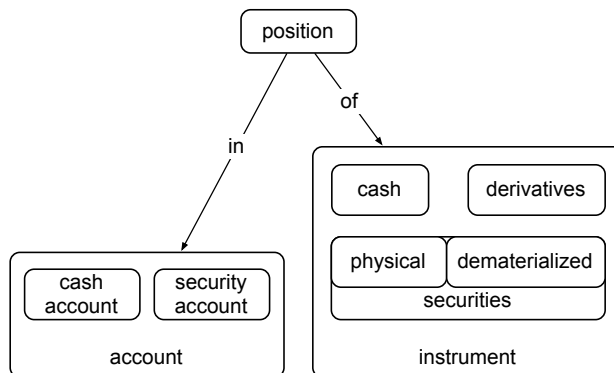 position
of
in
cash
derivatives
physical
dematerialized
securities
instrument
cash
account
security
account
account